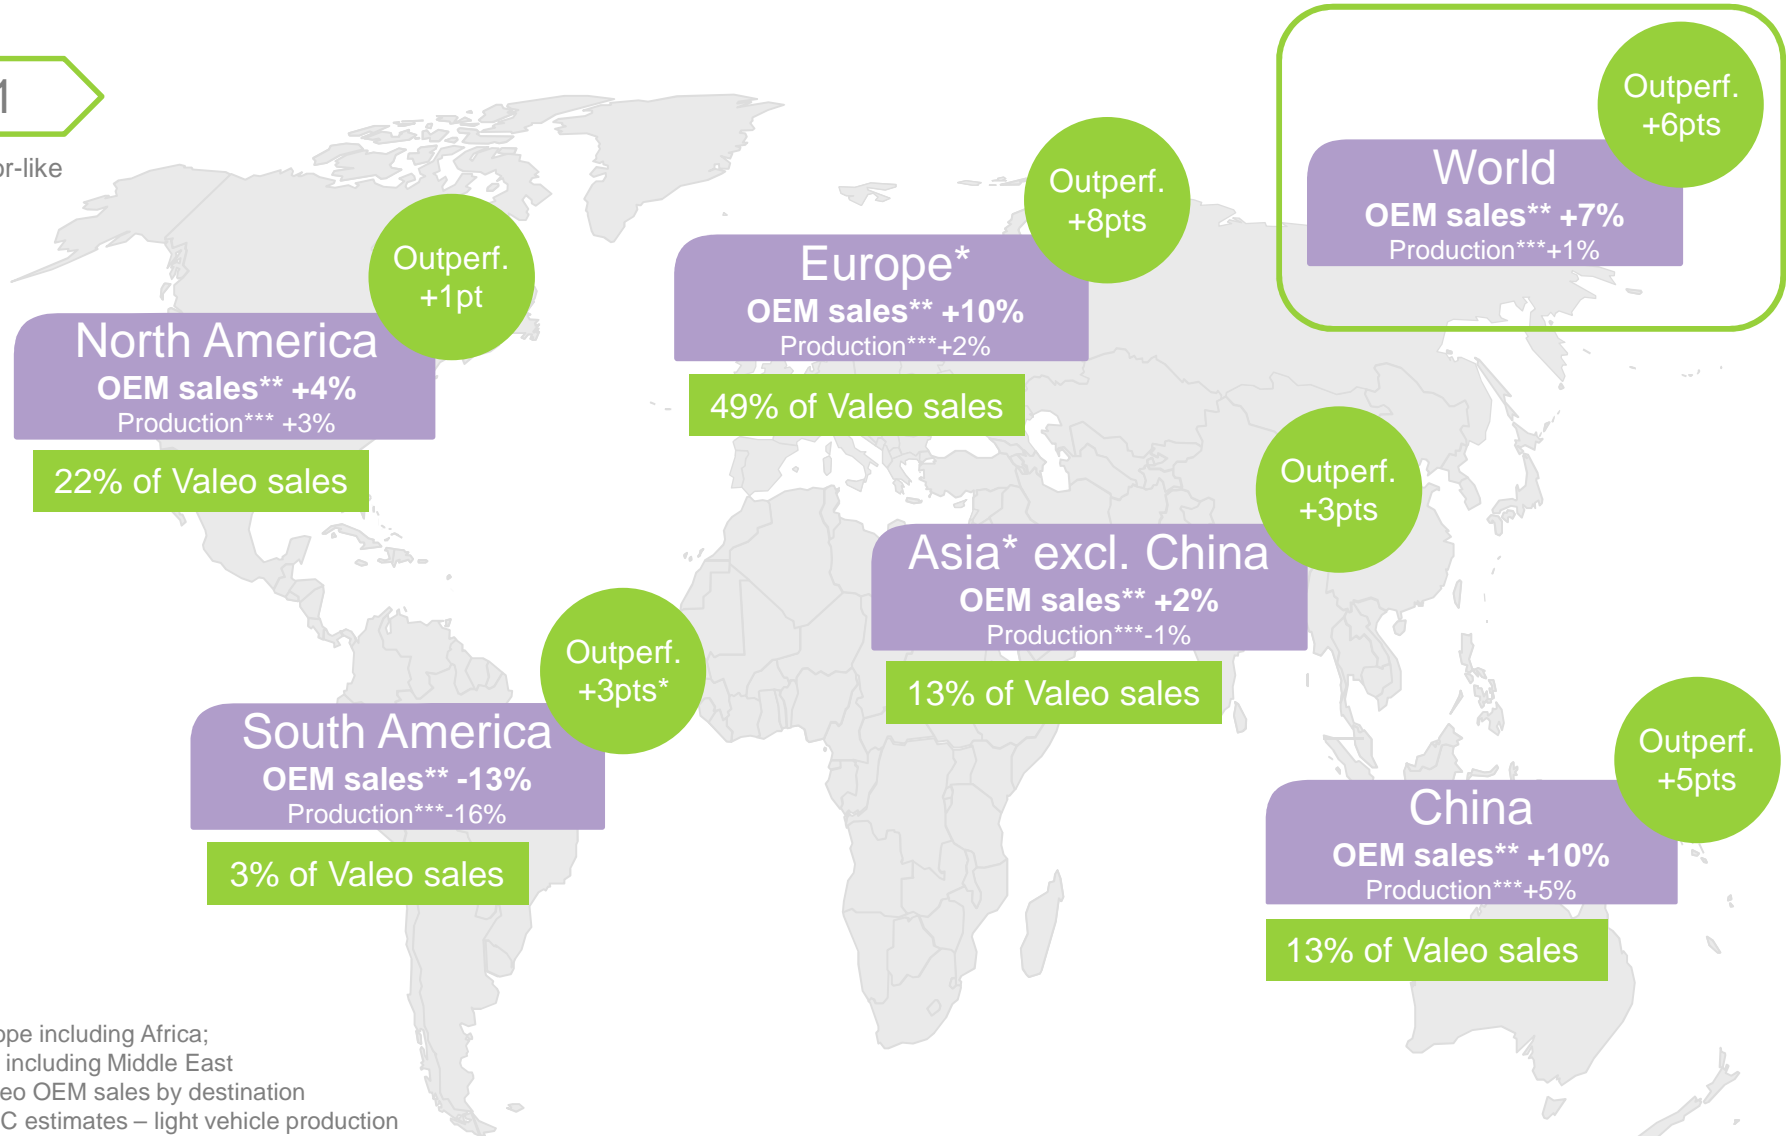 1
or-like
Outperf.
+1pt
North America
OEM sales** +4%
Production*** +3%
22% of Valeo sales
Outperf.
+8pts
Europe*
OEM sales** +10%
Production***+2%
49% of Valeo sales
Outperf.
+6pts
World
OEM sales** +7%
Production***+1%
Outperf.
+3pts
Asia* excl. China
OEM sales** +2%
Production***-1%
13% of Valeo sales
Outperf.
+3pts*
South America
OEM sales** -13%
Production***-16%
3% of Valeo sales
Outperf.
+5pts
China
OEM sales** +10%
Production***+5%
13% of Valeo sales
ope including Africa;
including Middle East
eo OEM sales by destination
C estimates – light vehicle production